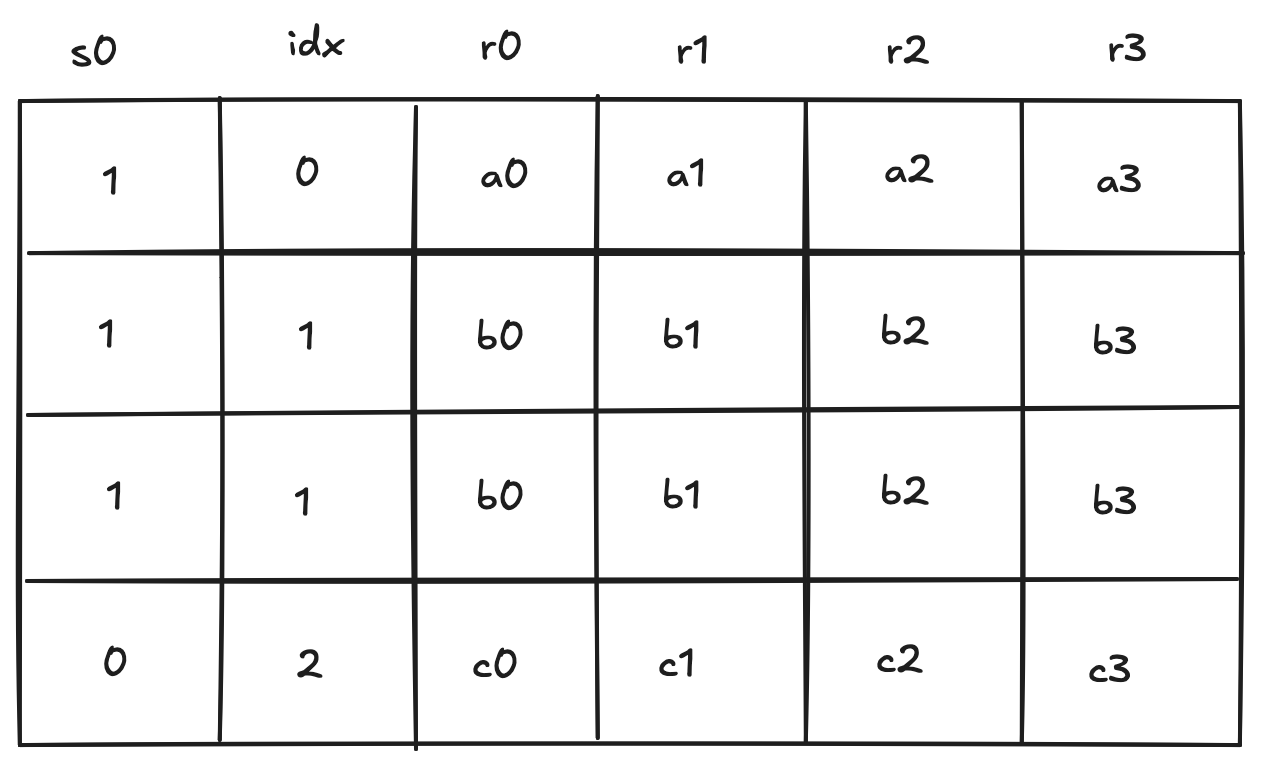 s0 idx r0 r1 r2 r3
1 0 a0 a1 a2 a3
1 1 b0 b1 b2 b3
1 1 b0 b1 b2 b3
0 2 c0 c1 c2 c3